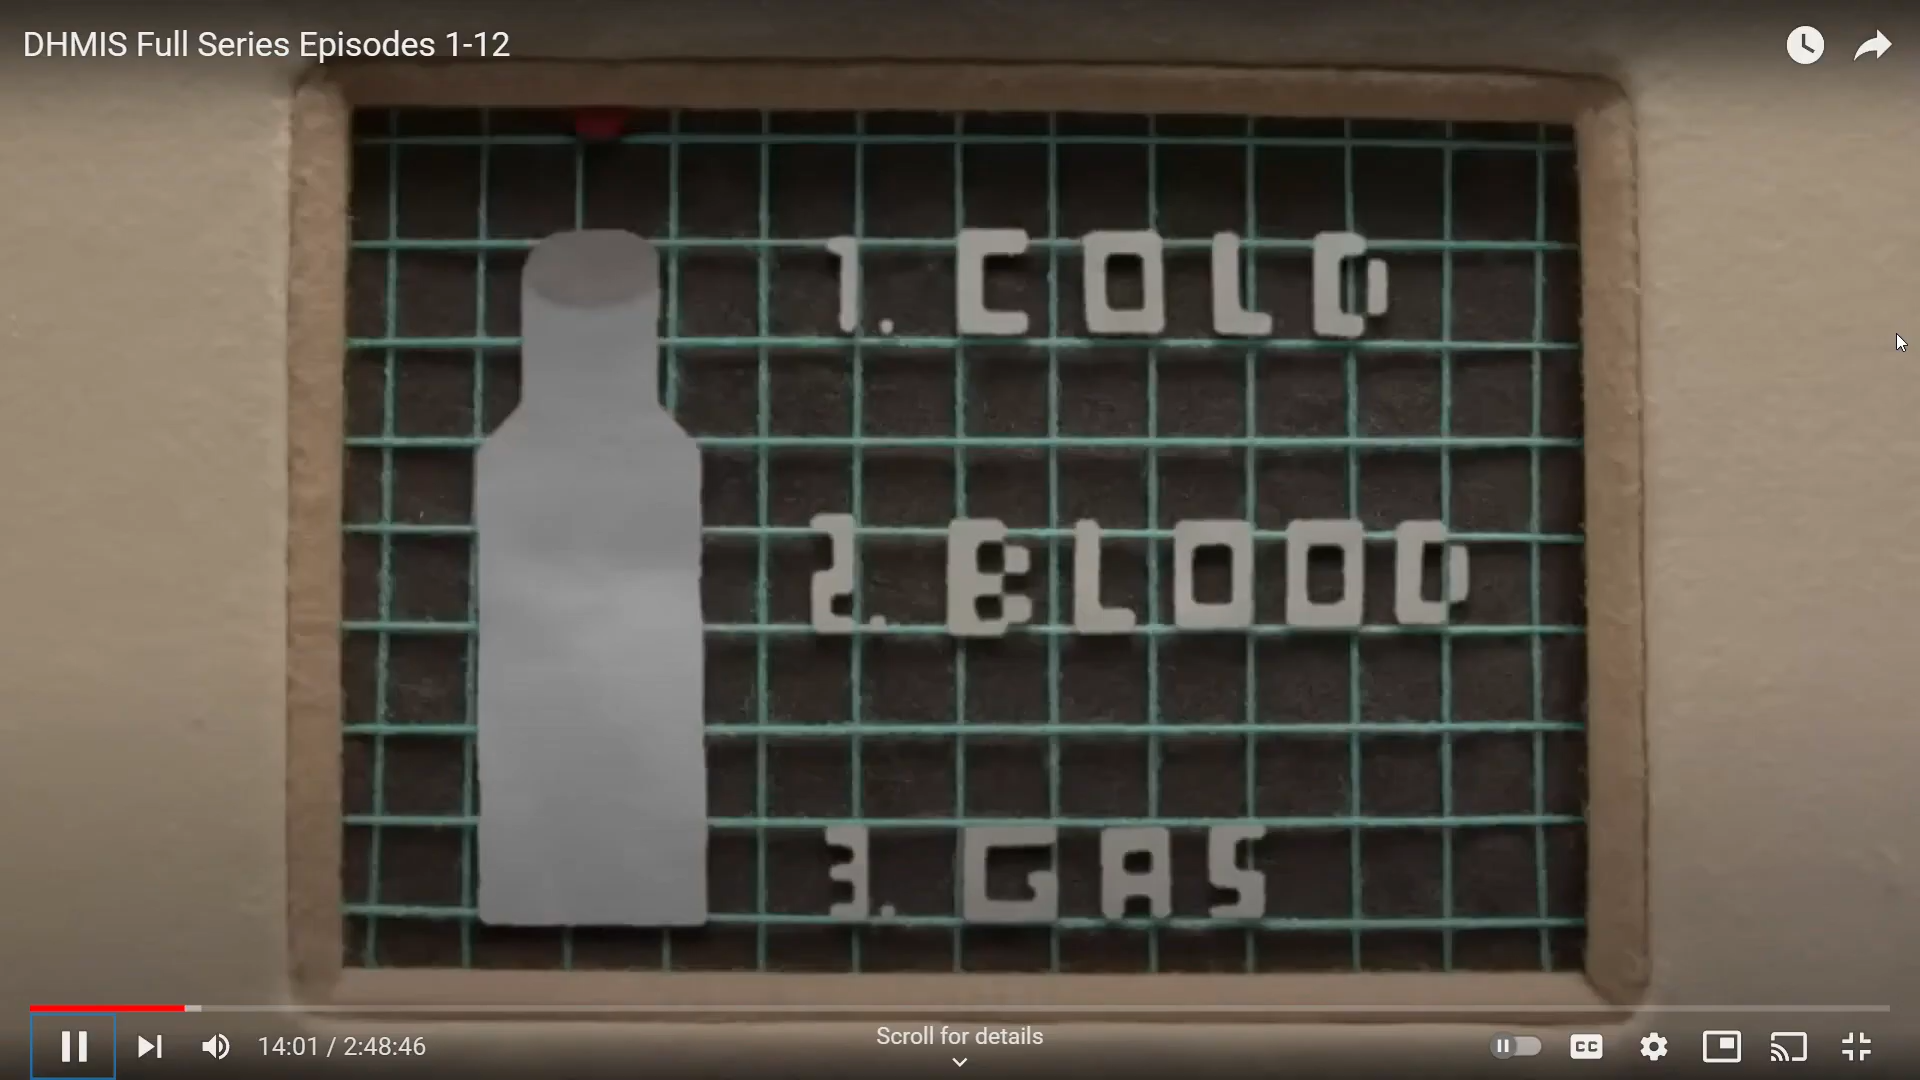 DHMIS Full Series Episodes 1-12
1. COLD
2. BLOOD
3. GAS
Scroll for details
14:01 / 2:48:46
CC